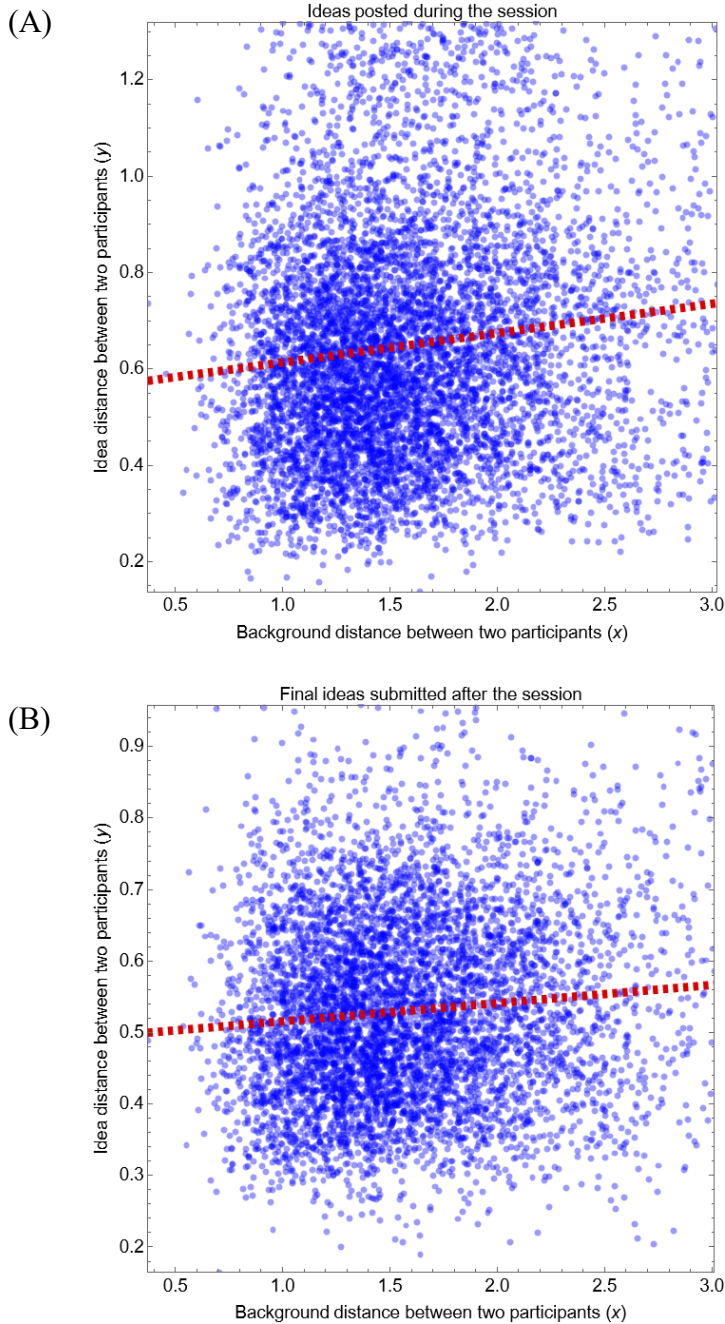 (A)
Ideas posted during the session
1.2
1.0
0.8
0.6
0.4
0.2
Idea distance between two participants (y)
0.5 1.0 1.5 2.0 2.5 3.0
Background distance between two participants (x)
(B)
Final ideas submitted after the session
0.9
0.8
0.7
0.6
0.5
0.4
0.3
0.2
Idea distance between two participants (y)
0.5 1.0 1.5 2.0 2.5 3.0
Background distance between two participants (x)